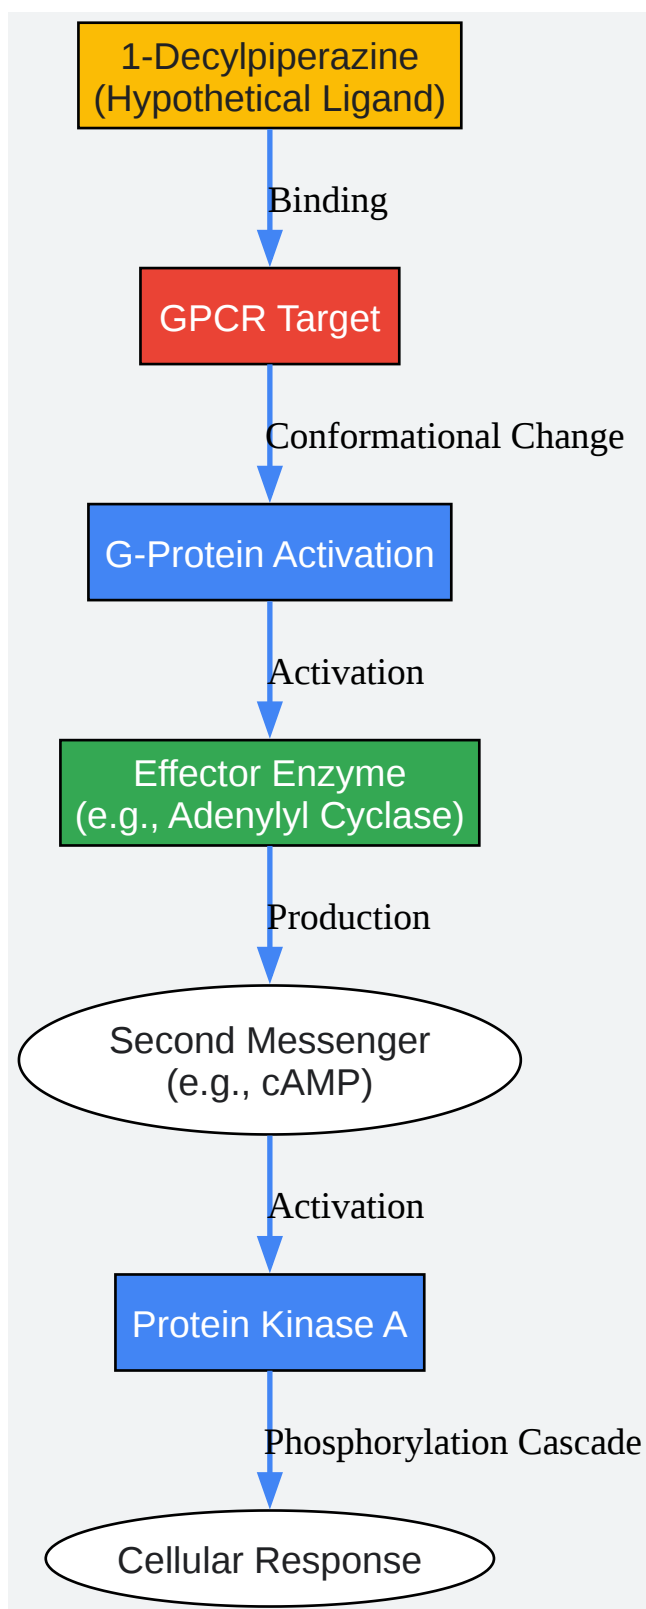 1-Decylpiperazine
(Hypothetical Ligand)
Binding
GPCR Target
Conformational Change
G-Protein Activation
Activation
Effector Enzyme
(e.g., Adenylyl Cyclase)
Production
Second Messenger
(e.g., cAMP)
Activation
Protein Kinase A
Phosphorylation Cascade
Cellular Response